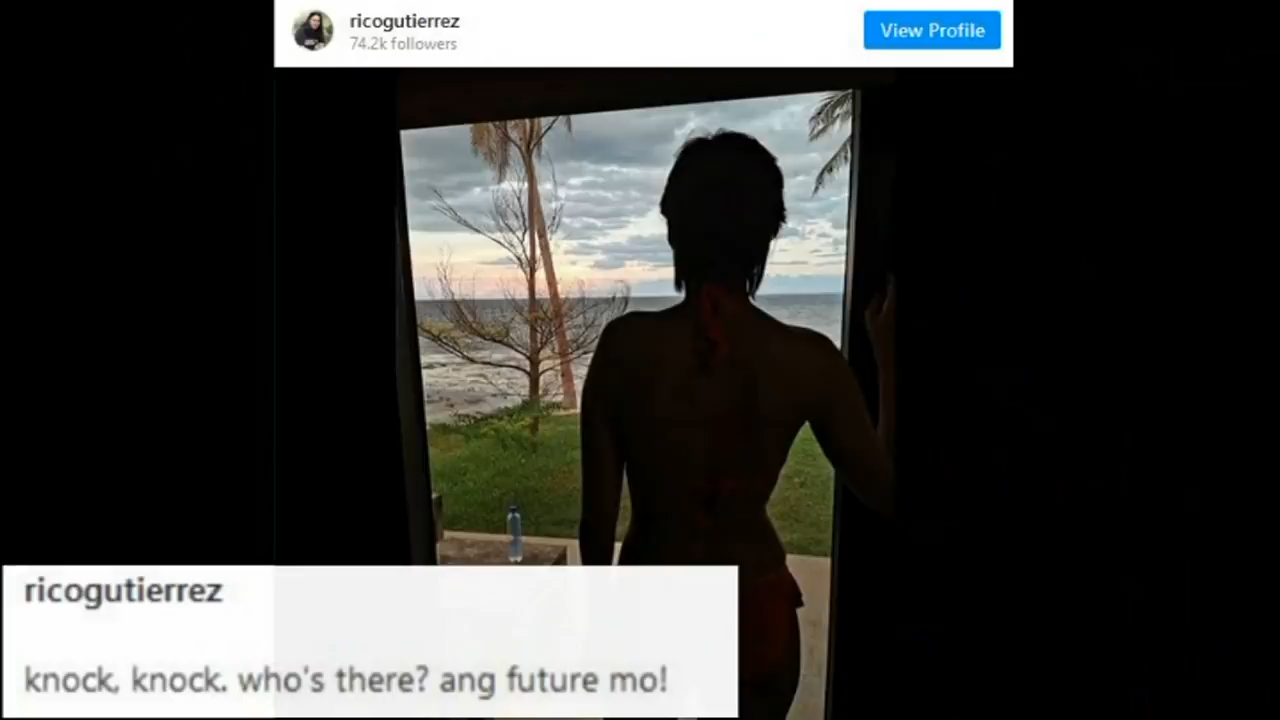 ricogutierrez
74.2k followers
View Profile
ricogutierrez
knock, knock. who's there? ang future mo!